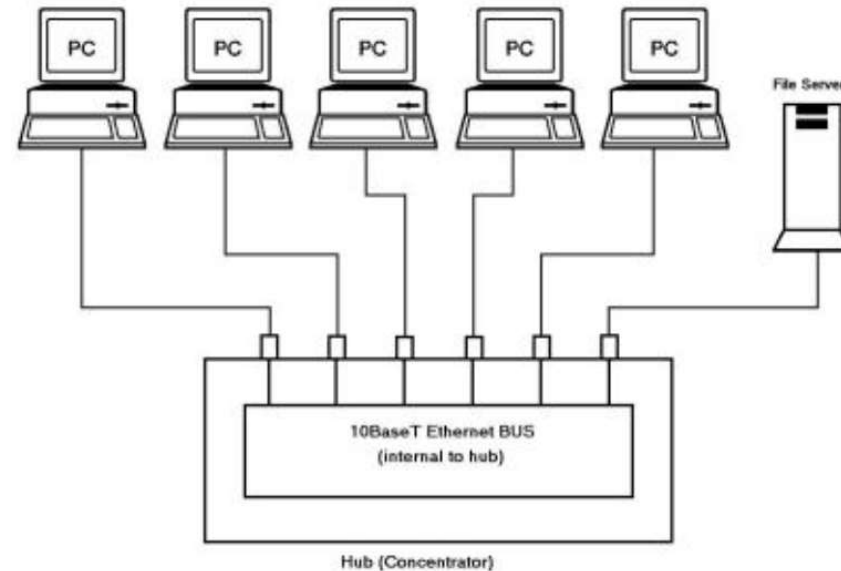 PC
PC
PC
PC
PC
File Server
10BaseT Ethernet BUS
(internal to hub)
Hub (Concentrator)